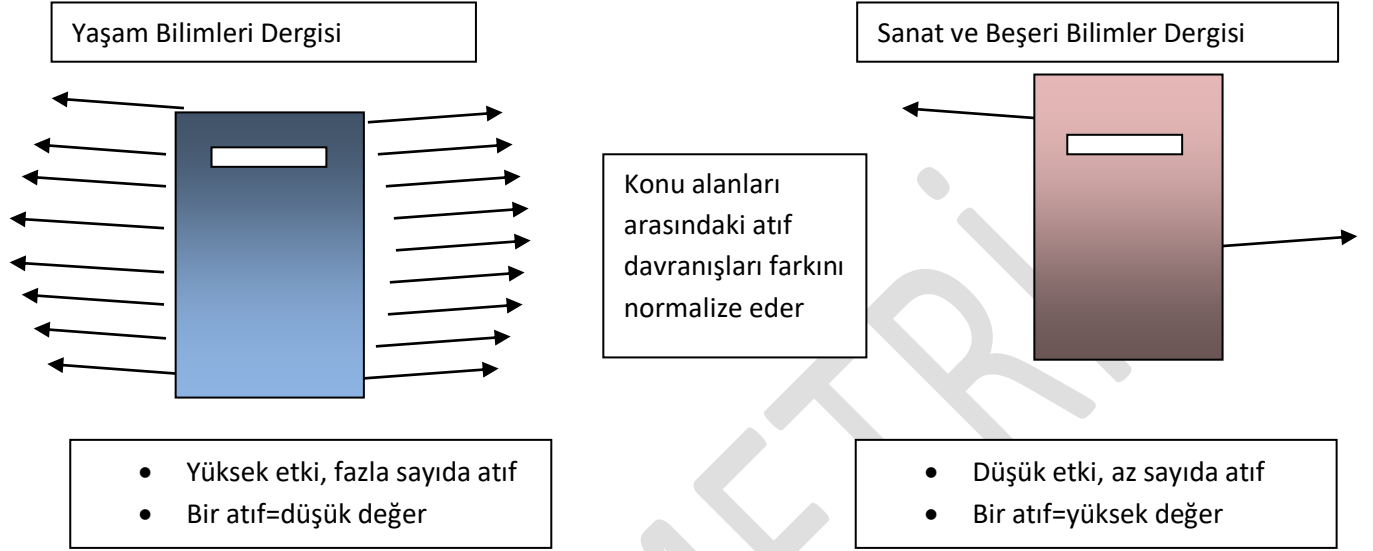 Yaşam Bilimleri Dergisi
Sanat ve Beşeri Bilimler Dergisi
Konu alanları
arasındaki atıf
davranışları farkını
normalize eder
• Yüksek etki, fazla sayıda atıf
• Bir atıf=düşük değer
• Düşük etki, az sayıda atıf
• Bir atıf=yüksek değer
METRİ